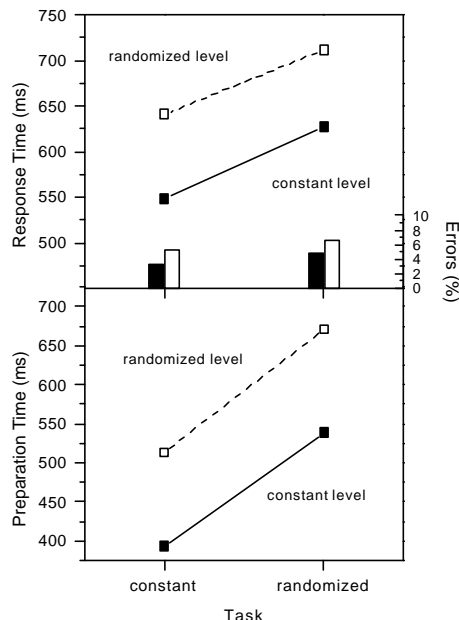 750
700
650
600
550
500
Response Time (ms)
randomized level
constant level
10
8
6
4
2
0
Errors (%)
700
650
600
550
500
450
400
Preparation Time (ms)
randomized level
constant level
constant randomized
Task